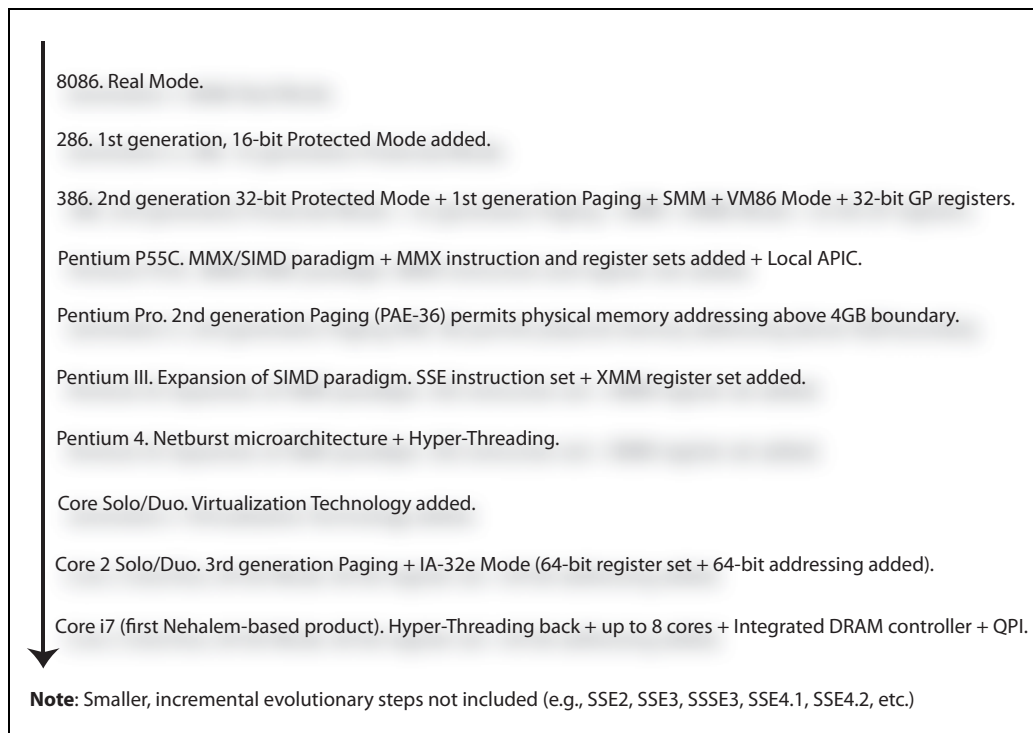 8086. Real Mode.
286. 1st generation, 16-bit Protected Mode added.
386. 2nd generation 32-bit Protected Mode + 1st generation Paging + SMM + VM86 Mode + 32-bit GP registers.
Pentium P55C. MMX/SIMD paradigm + MMX instruction and register sets added + Local APIC.
Pentium Pro. 2nd generation Paging (PAE-36) permits physical memory addressing above 4GB boundary.
Pentium III. Expansion of SIMD paradigm. SSE instruction set + XMM register set added.
Pentium 4. Netburst microarchitecture + Hyper-Threading.
Core Solo/Duo. Virtualization Technology added.
Core 2 Solo/Duo. 3rd generation Paging + IA-32e Mode (64-bit register set + 64-bit addressing added).
Core i7 (first Nehalem-based product). Hyper-Threading back + up to 8 cores + Integrated DRAM controller + QPI.
Note: Smaller, incremental evolutionary steps not included (e.g., SSE2, SSE3, SSSE3, SSE4.1, SSE4.2, etc.)